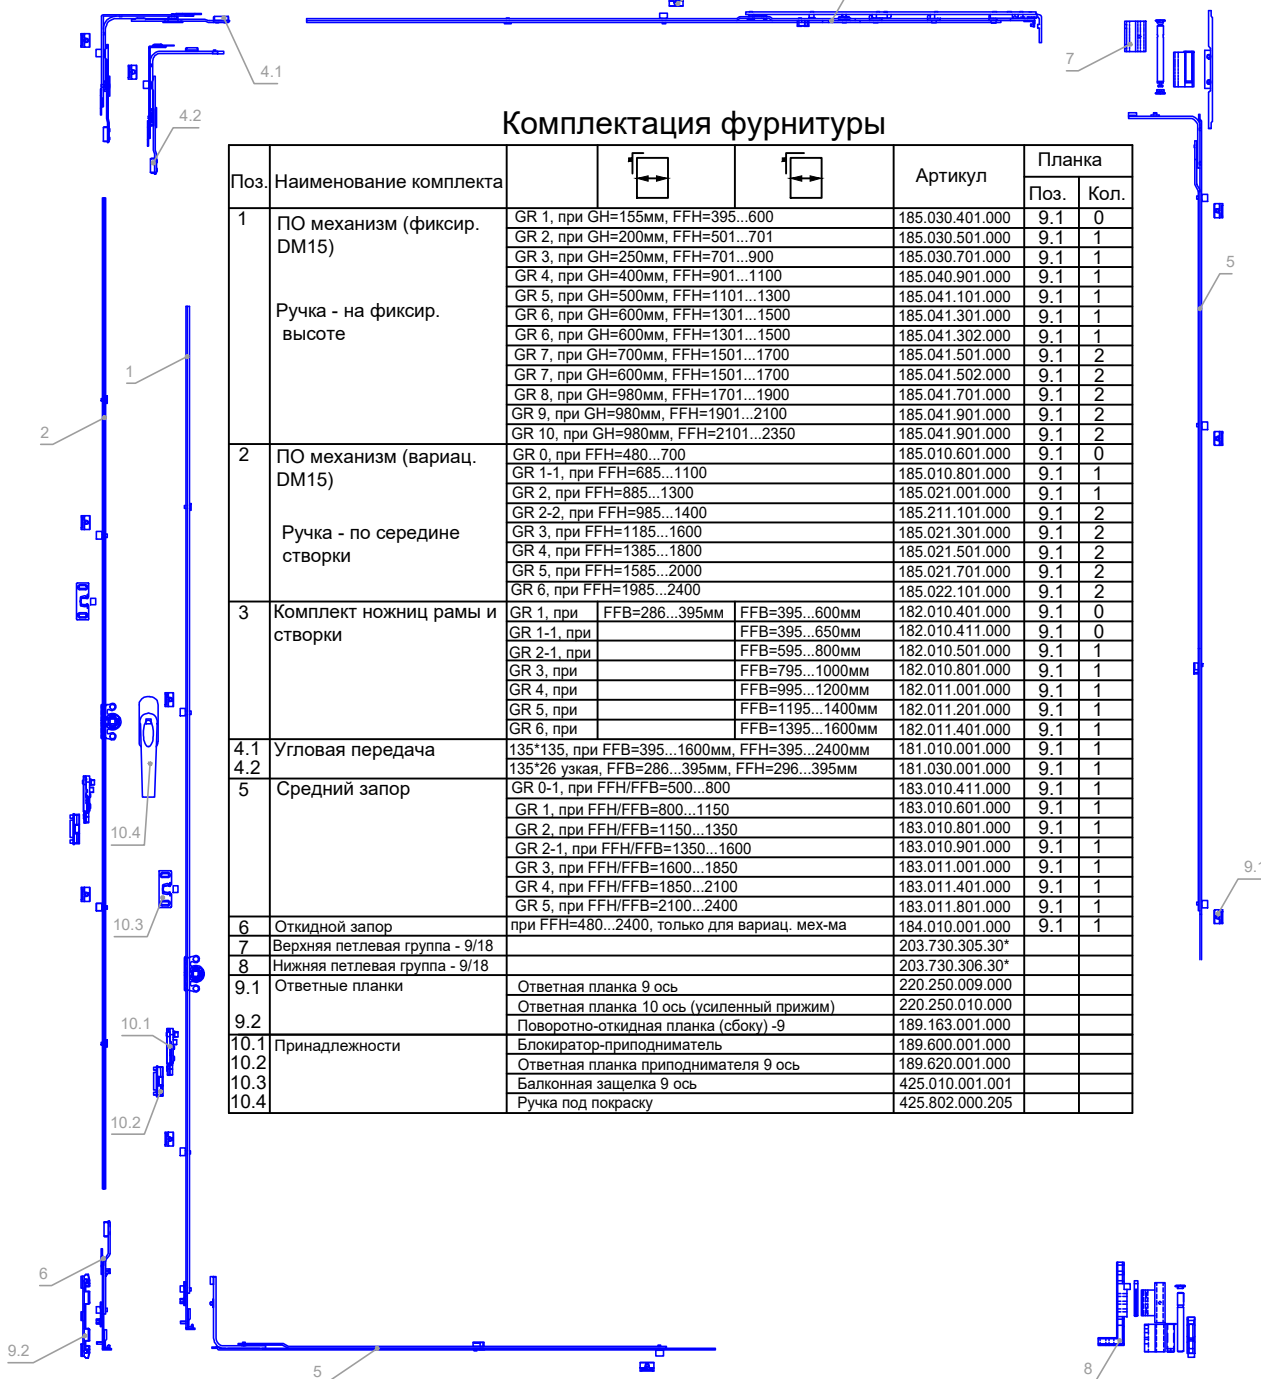 4.1
4.2
7
Комплектация фурнитуры
Поз. Наименование комплекта Артикул Планка
Поз. Кол.
1 ПО механизм (фиксир. DM15)
Ручка - на фиксир. высоте
GR 1, при GH=155мм, FFH=395...600 185.030.401.000 9.1 0
GR 2, при GH=200мм, FFH=501...701 185.030.501.000 9.1 1
GR 3, при GH=250мм, FFH=701...900 185.030.701.000 9.1 1
GR 4, при GH=400мм, FFH=901...1100 185.040.901.000 9.1 1
GR 5, при GH=500мм, FFH=1101...1300 185.041.101.000 9.1 1
GR 6, при GH=600мм, FFH=1301...1500 185.041.301.000 9.1 1
GR 6, при GH=600мм, FFH=1301...1500 185.041.302.000 9.1 1
GR 7, при GH=700мм, FFH=1501...1700 185.041.501.000 9.1 2
GR 7, при GH=600мм, FFH=1501...1700 185.041.502.000 9.1 2
GR 8, при GH=980мм, FFH=1701...1900 185.041.701.000 9.1 2
GR 9, при GH=980мм, FFH=1901...2100 185.041.901.000 9.1 2
GR 10, при GH=980мм, FFH=2101...2350 185.041.901.000 9.1 2
2 ПО механизм (вариац. DM15)
Ручка - по середине створки
GR 0, при FFH=480...700 185.010.601.000 9.1 0
GR 1-1, при FFH=685...1100 185.010.801.000 9.1 1
GR 2, при FFH=885...1300 185.021.001.000 9.1 1
GR 2-2, при FFH=985...1400 185.211.101.000 9.1 2
GR 3, при FFH=1185...1600 185.021.301.000 9.1 2
GR 4, при FFH=1385...1800 185.021.501.000 9.1 2
GR 5, при FFH=1585...2000 185.021.701.000 9.1 2
GR 6, при FFH=1985...2400 185.022.101.000 9.1 2
3 Комплект ножниц рамы и створки
GR 1, при FFB=286...395мм FFB=395...600мм 182.010.401.000 9.1 0
GR 1-1, при FFB=395...650мм 182.010.411.000 9.1 0
GR 2-1, при FFB=595...800мм 182.010.501.000 9.1 1
GR 3, при FFB=795...1000мм 182.010.801.000 9.1 1
GR 4, при FFB=995...1200мм 182.011.001.000 9.1 1
GR 5, при FFB=1195...1400мм 182.011.201.000 9.1 1
GR 6, при FFB=1395...1600мм 182.011.401.000 9.1 1
4.1 Угловая передача 135*135, при FFB=395...1600мм, FFH=395...2400мм 181.010.001.000 9.1 1
4.2 135*26 узкая, FFB=286...395мм, FFH=296...395мм 181.030.001.000 9.1 1
5 Средний запор GR 0-1, при FFH/FFB=500...800 183.010.411.000 9.1 1
GR 1, при FFH/FFB=800...1150 183.010.601.000 9.1 1
GR 2, при FFH/FFB=1150...1350 183.010.801.000 9.1 1
GR 2-1, при FFH/FFB=1350...1600 183.010.901.000 9.1 1
GR 3, при FFH/FFB=1600...1850 183.011.001.000 9.1 1
GR 4, при FFH/FFB=1850...2100 183.011.401.000 9.1 1
GR 5, при FFH/FFB=2100...2400 183.011.801.000 9.1 1
6 Откидной запор при FFH=480...2400, только для вариац. мех-ма 184.010.001.000 9.1 1
7 Верхняя петлевая группа - 9/18 203.730.305.30*
8 Нижняя петлевая группа - 9/18 203.730.306.30*
9.1 Ответные планки Ответная планка 9 ось 220.250.009.000
Ответная планка 10 ось (усиленный прижим) 220.250.010.000
9.2 Поворотно-откидная планка (сбоку) -9 189.163.001.000
10.1 Принадлежности Блокиратор-приподниматель 189.600.001.000
10.2 Ответная планка приподнимателя 9 ось 189.620.001.000
10.3 Балконная защелка 9 ось 425.010.001.001
10.4 Ручка под покраску 425.802.000.205
5
1
2
10.4
9.1
10.3
10.1
10.2
6
9.2
5
8